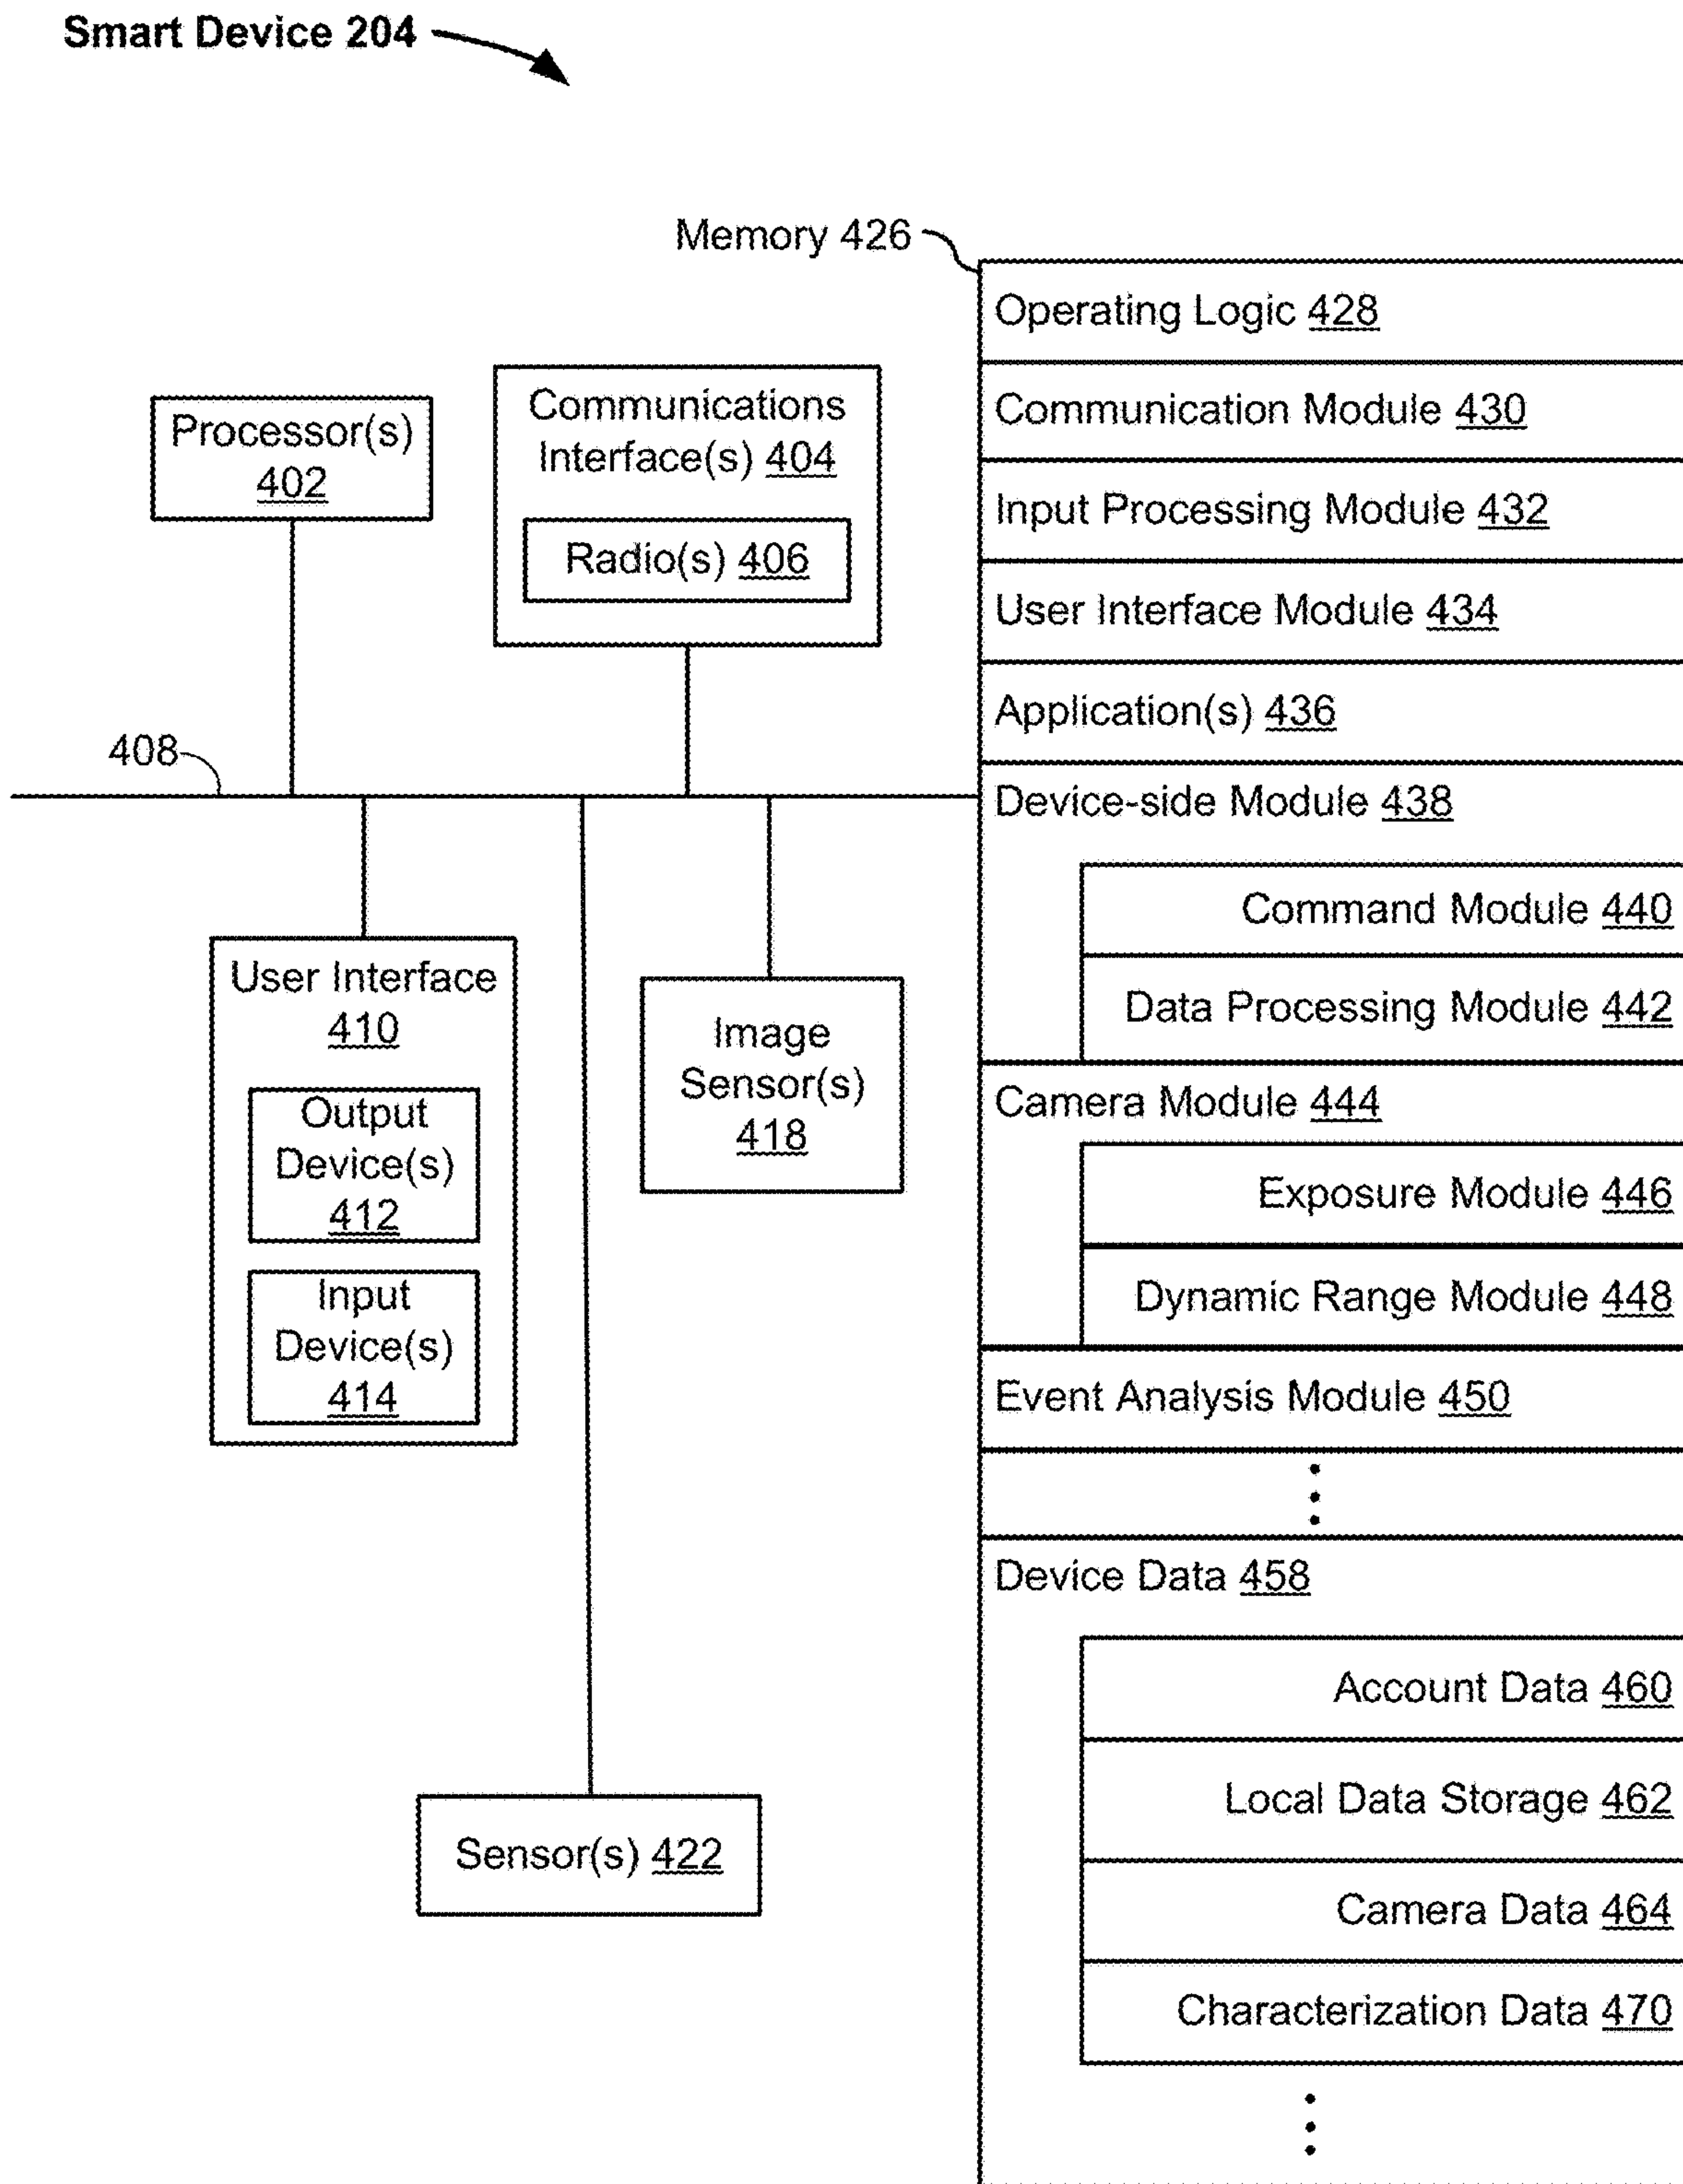 Smart Device 204
Memory 426
Operating Logic 428
Communication Module 430
Input Processing Module 432
User Interface Module 434
Application(s) 436
Device-side Module 438
Command Module 440
Data Processing Module 442
Camera Module 444
Exposure Module 446
Dynamic Range Module 448
Event Analysis Module 450
Device Data 458
Account Data 460
Local Data Storage 462
Camera Data 464
Characterization Data 470
Processor(s)
402
Communications
Interface(s) 404
Radio(s) 406
408
User Interface
410
Output
Device(s)
412
Input
Device(s)
414
Image
Sensor(s)
418
Sensor(s) 422